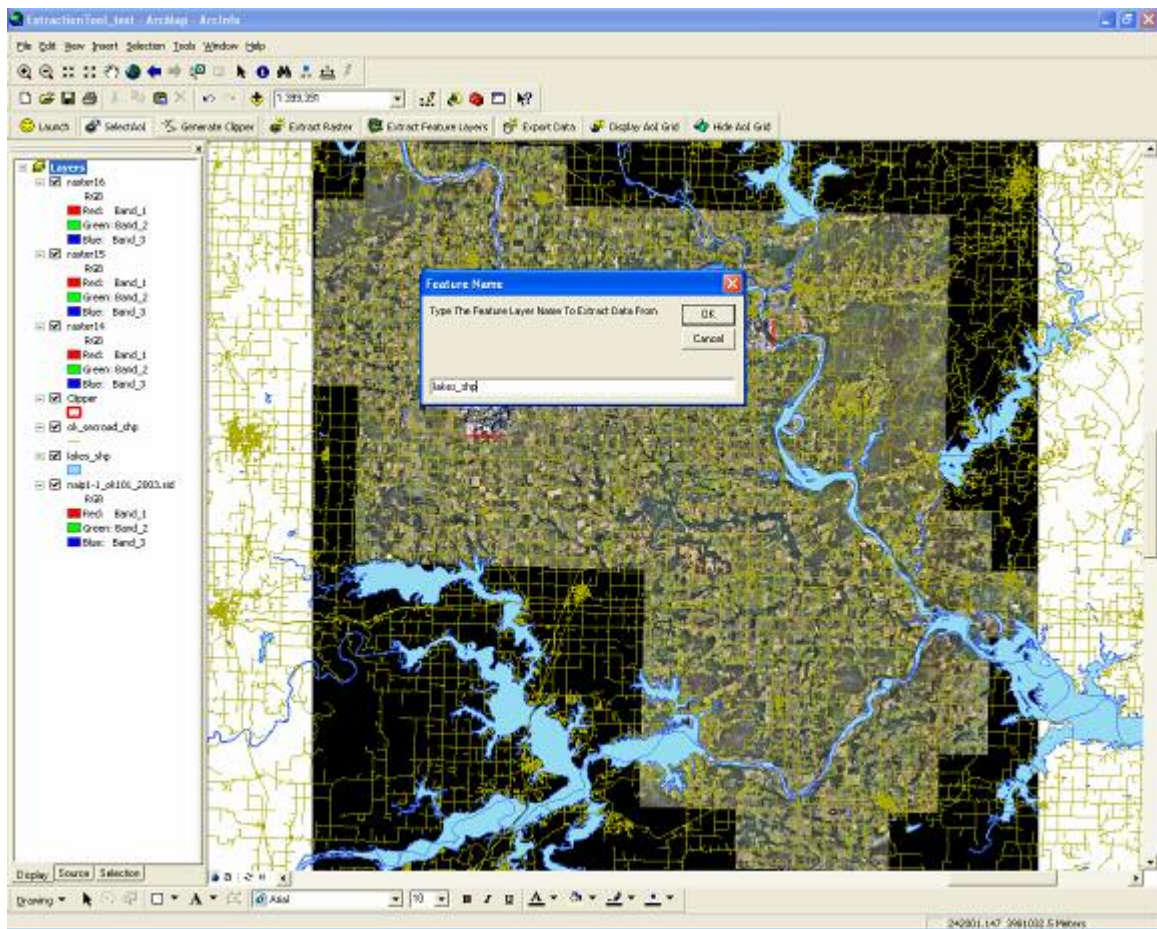 ExtractionTool_test - ArcMap - ArcInfo
File Edit View Insert Selection Tools Window Help
1:399,391
Launch SelectAoI Generate Clipper Extract Raster Extract Feature Layers Export Data Display AoI Grid Hide AoI Grid
Layers
raster16
RGB
Red: Band_1
Green: Band_2
Blue: Band_3
raster15
RGB
Red: Band_1
Green: Band_2
Blue: Band_3
raster14
RGB
Red: Band_1
Green: Band_2
Blue: Band_3
Clipper
lakes_shp
RGB
Red: Band_1
Green: Band_2
Blue: Band_3
Feature Name
Type The Feature Layer Name To Extract Data From
OK
Cancel
lakes_shp
Display Source Selection
Drawing A Arial 10 B I U A